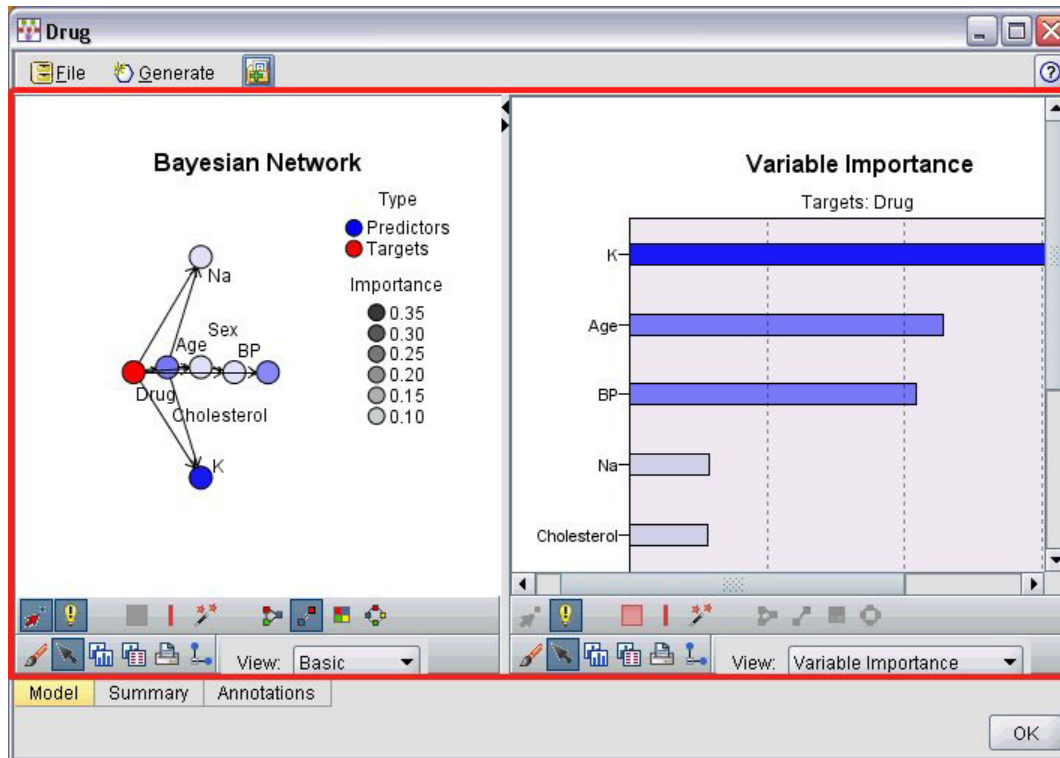 Drug
File Generate
Bayesian Network
Type
Predictors
Targets
Importance
0.35
0.30
0.25
0.20
0.15
0.10
Na
Sex
Age
BP
Drug
Cholesterol
K
View: Basic
Variable Importance
Targets: Drug
K
Age
BP
Na
Cholesterol
View: Variable Importance
Model Summary Annotations
OK